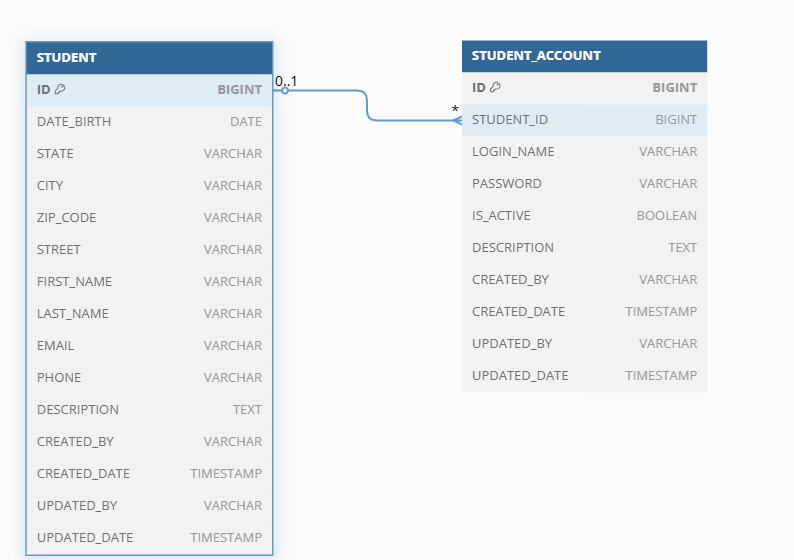 STUDENT
ID BIGINT
DATE_BIRTH DATE
STATE VARCHAR
CITY VARCHAR
ZIP_CODE VARCHAR
STREET VARCHAR
FIRST_NAME VARCHAR
LAST_NAME VARCHAR
EMAIL VARCHAR
PHONE VARCHAR
DESCRIPTION TEXT
CREATED_BY VARCHAR
CREATED_DATE TIMESTAMP
UPDATED_BY VARCHAR
UPDATED_DATE TIMESTAMP
0..1
*
STUDENT_ACCOUNT
ID BIGINT
STUDENT_ID BIGINT
LOGIN_NAME VARCHAR
PASSWORD VARCHAR
IS_ACTIVE BOOLEAN
DESCRIPTION TEXT
CREATED_BY VARCHAR
CREATED_DATE TIMESTAMP
UPDATED_BY VARCHAR
UPDATED_DATE TIMESTAMP